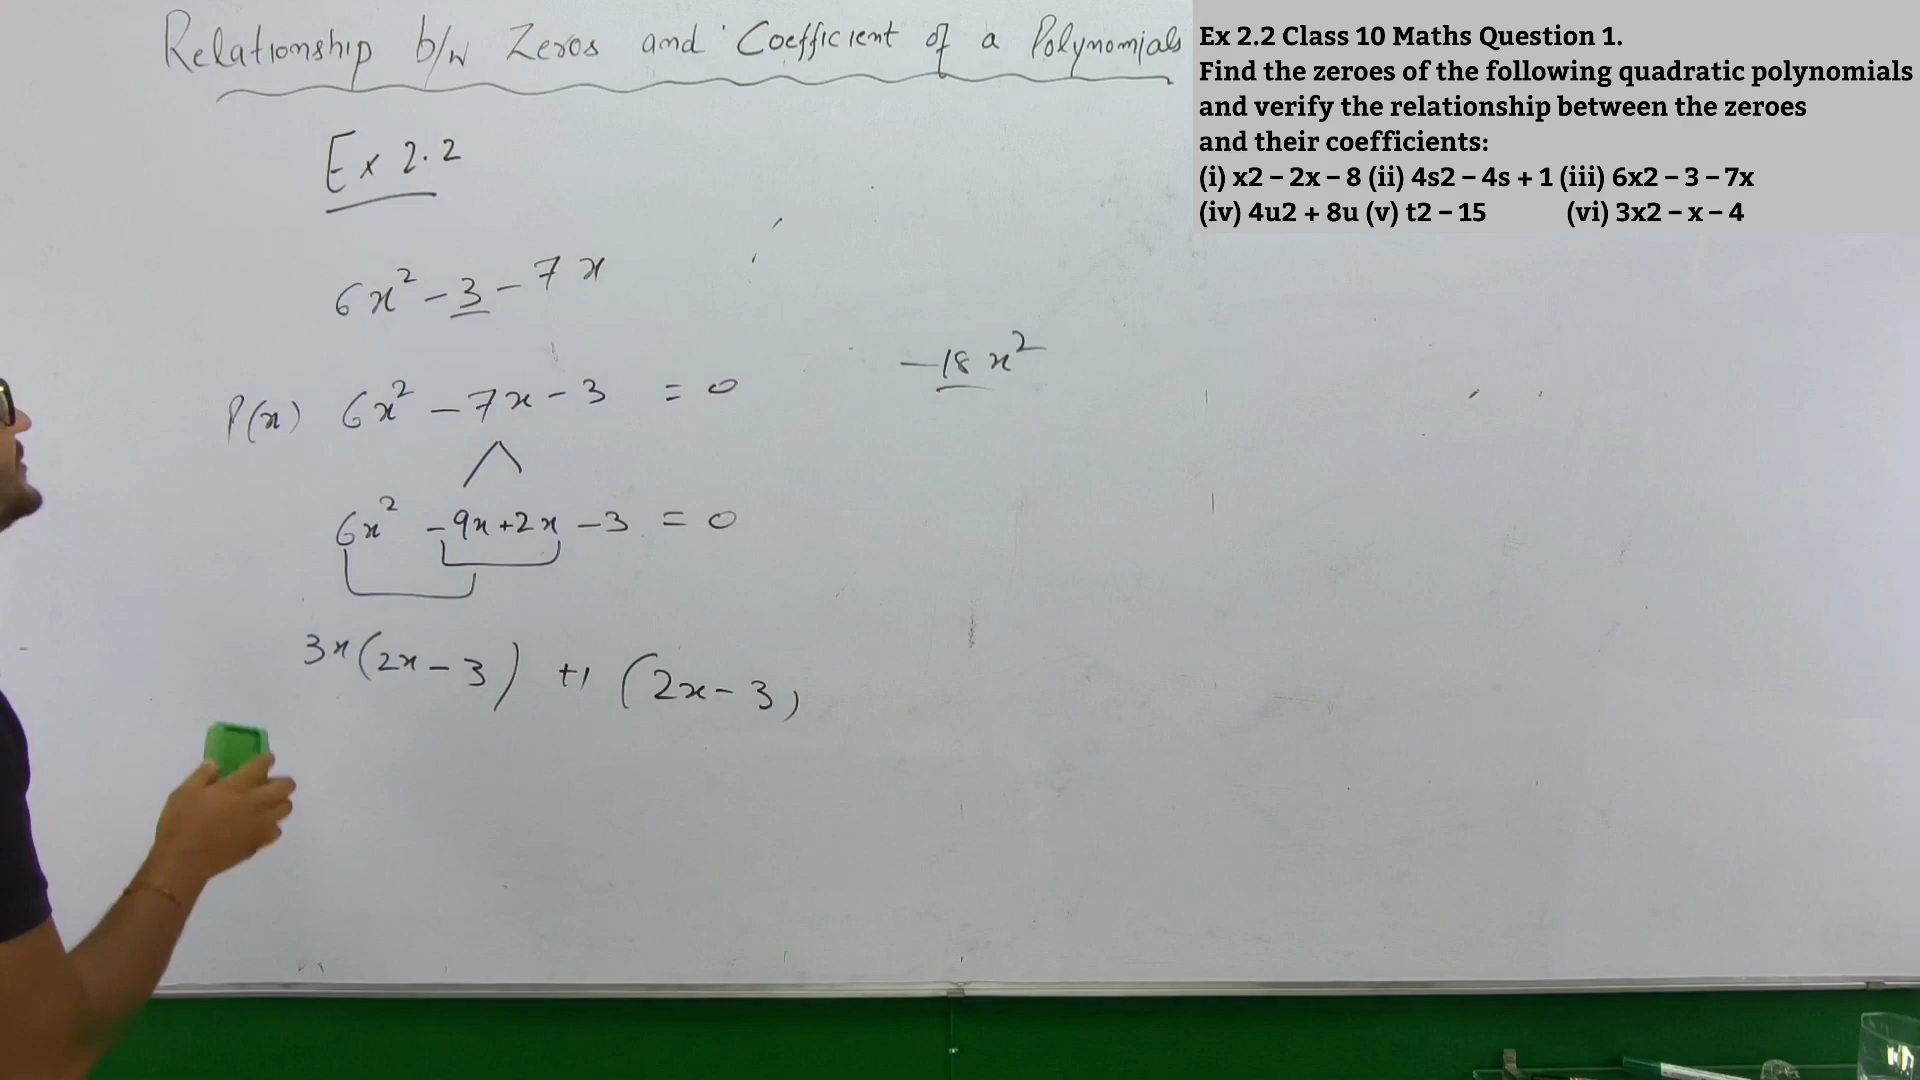 Relationship b/w Zeros and Coefficient of a Polynomials
Ex 2.2 Class 10 Maths Question 1.
Find the zeroes of the following quadratic polynomials
and verify the relationship between the zeroes
and their coefficients:
(i) x2 – 2x – 8 (ii) 4s2 – 4s + 1 (iii) 6x2 – 3 – 7x
(iv) 4u2 + 8u (v) t2 – 15 (vi) 3x2 – x – 4
Ex 2.2
6x² - 3 - 7x
-18x²
P(x) 6x² - 7x - 3 = 0
6x² - 9x + 2x - 3 = 0
3x(2x - 3) +1 (2x - 3)